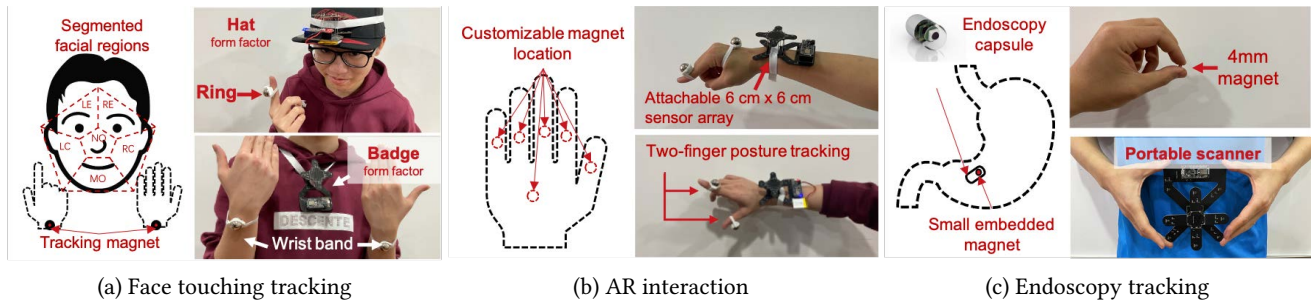 Segmented
facial regions
LE RE
NO
LC RC
MO
Tracking magnet
Hat
form factor
Ring
Badge
form factor
DESCENTE
Wrist band
(a) Face touching tracking
Customizable magnet
location
Attachable 6 cm x 6 cm
sensor array
Two-finger posture tracking
(b) AR interaction
Endoscopy
capsule
Small embedded
magnet
4mm
magnet
Portable scanner
(c) Endoscopy tracking